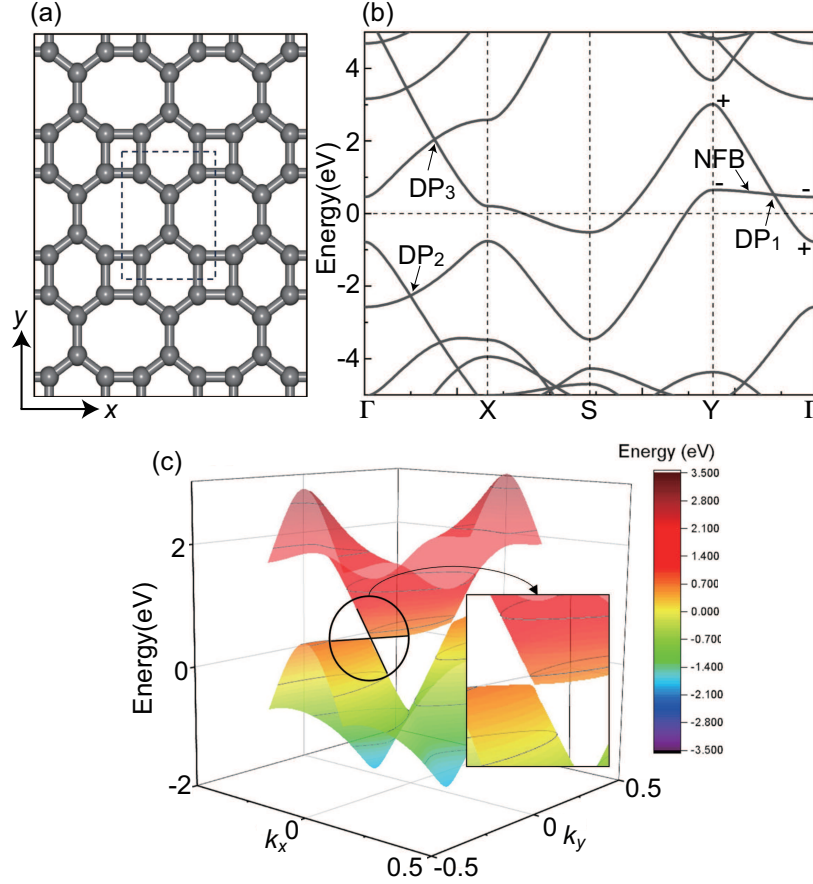 (a)
y
x
(b)
Energy(eV)
4
2
0
-2
-4
DP3
DP2
+
NFB
-
-
DP1
+
Γ
X
S
Y
Γ
(c)
Energy(eV)
2
0
-2
kx
0
0.5
-0.5
0
ky
0.5
Energy (eV)
3.500
2.800
2.100
1.400
0.700
0.000
-0.700
-1.400
-2.100
-2.800
-3.500